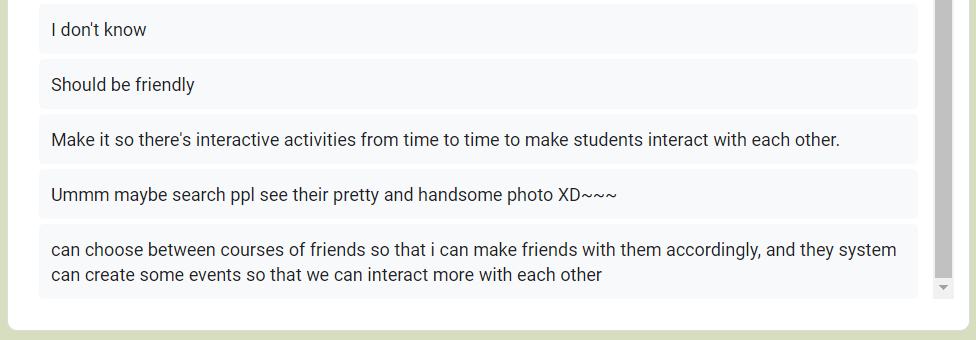 I don't know
Should be friendly
Make it so there's interactive activities from time to time to make students interact with each other.
Ummm maybe search ppl see their pretty and handsome photo XD~~~
can choose between courses of friends so that i can make friends with them accordingly, and they system
can create some events so that we can interact more with each other